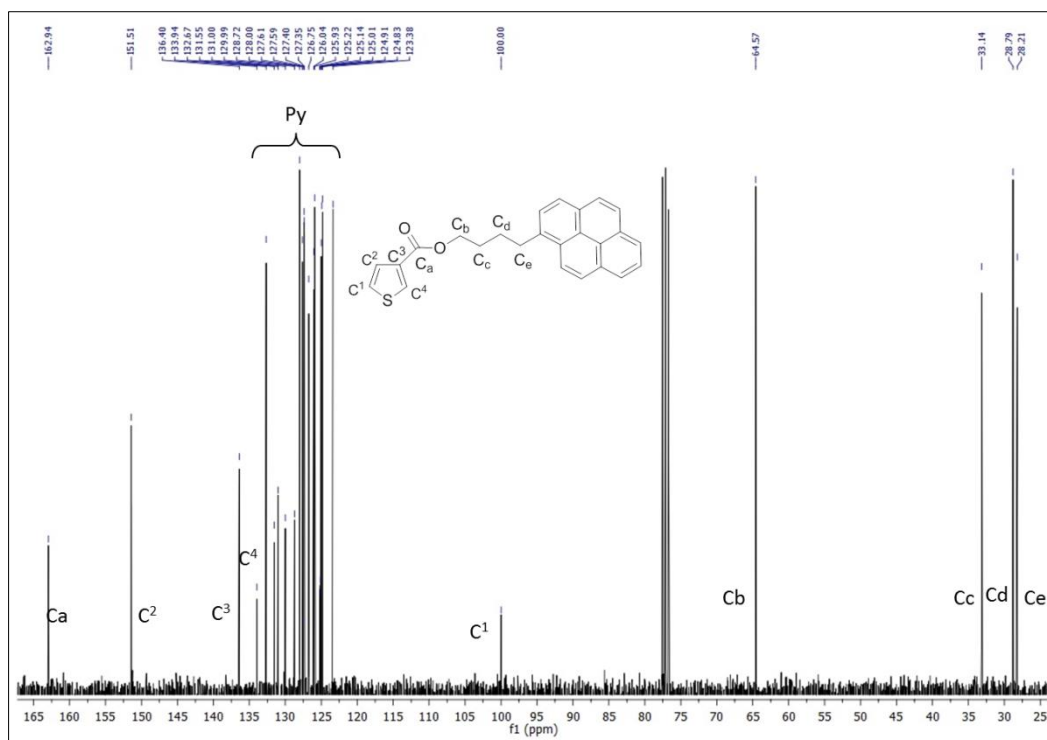 162.94
151.51
136.40
133.94
132.67
131.55
131.00
129.99
128.72
128.00
127.61
127.59
127.40
127.35
126.75
126.04
125.93
125.22
125.14
125.01
124.91
124.83
123.38
100.00
64.57
33.14
28.79
28.21
Py
O
C²
C³
Ca
O
Cb
Cc
Cd
Ce
C¹
S
C⁴
Ca
C²
C³
C⁴
C¹
Cb
Cc
Cd
Ce
165 160 155 150 145 140 135 130 125 120 115 110 105 100 95 90 85 80 75 70 65 60 55 50 45 40 35 30 25
f1 (ppm)